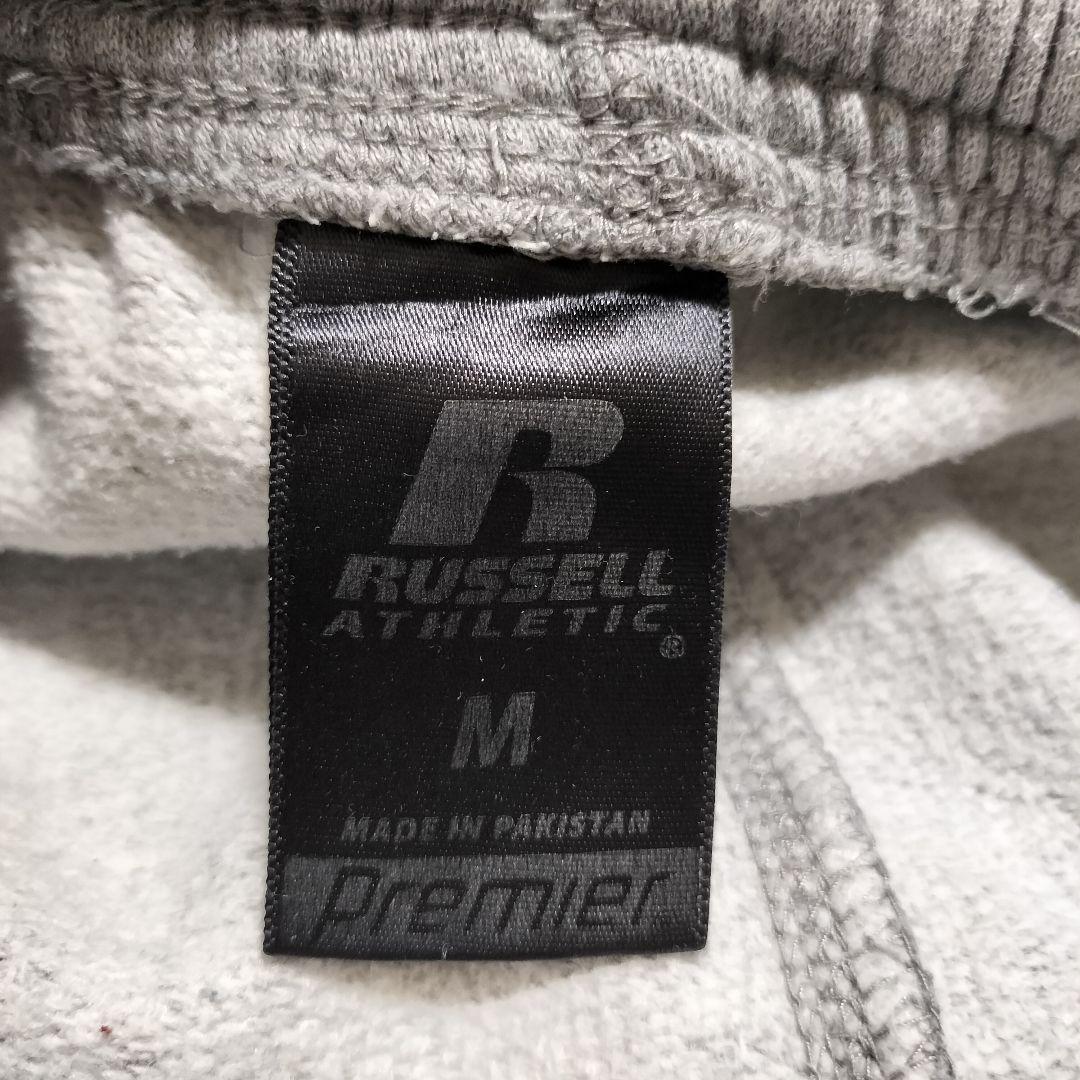 R
RUSSELL
ATHLETIC
®
M
MADE IN PAKISTAN
Premier